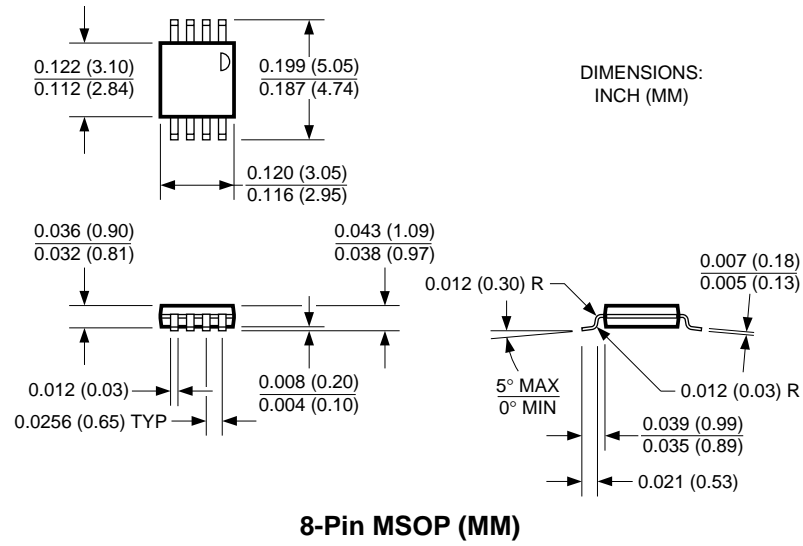 0.122 (3.10)
0.112 (2.84)
0.199 (5.05)
0.187 (4.74)
DIMENSIONS:
INCH (MM)
0.120 (3.05)
0.116 (2.95)
0.036 (0.90)
0.032 (0.81)
0.043 (1.09)
0.038 (0.97)
0.007 (0.18)
0.005 (0.13)
0.012 (0.30) R
0.012 (0.03)
0.008 (0.20)
0.004 (0.10)
5° MAX
0° MIN
0.012 (0.03) R
0.0256 (0.65) TYP
0.039 (0.99)
0.035 (0.89)
0.021 (0.53)
8-Pin MSOP (MM)